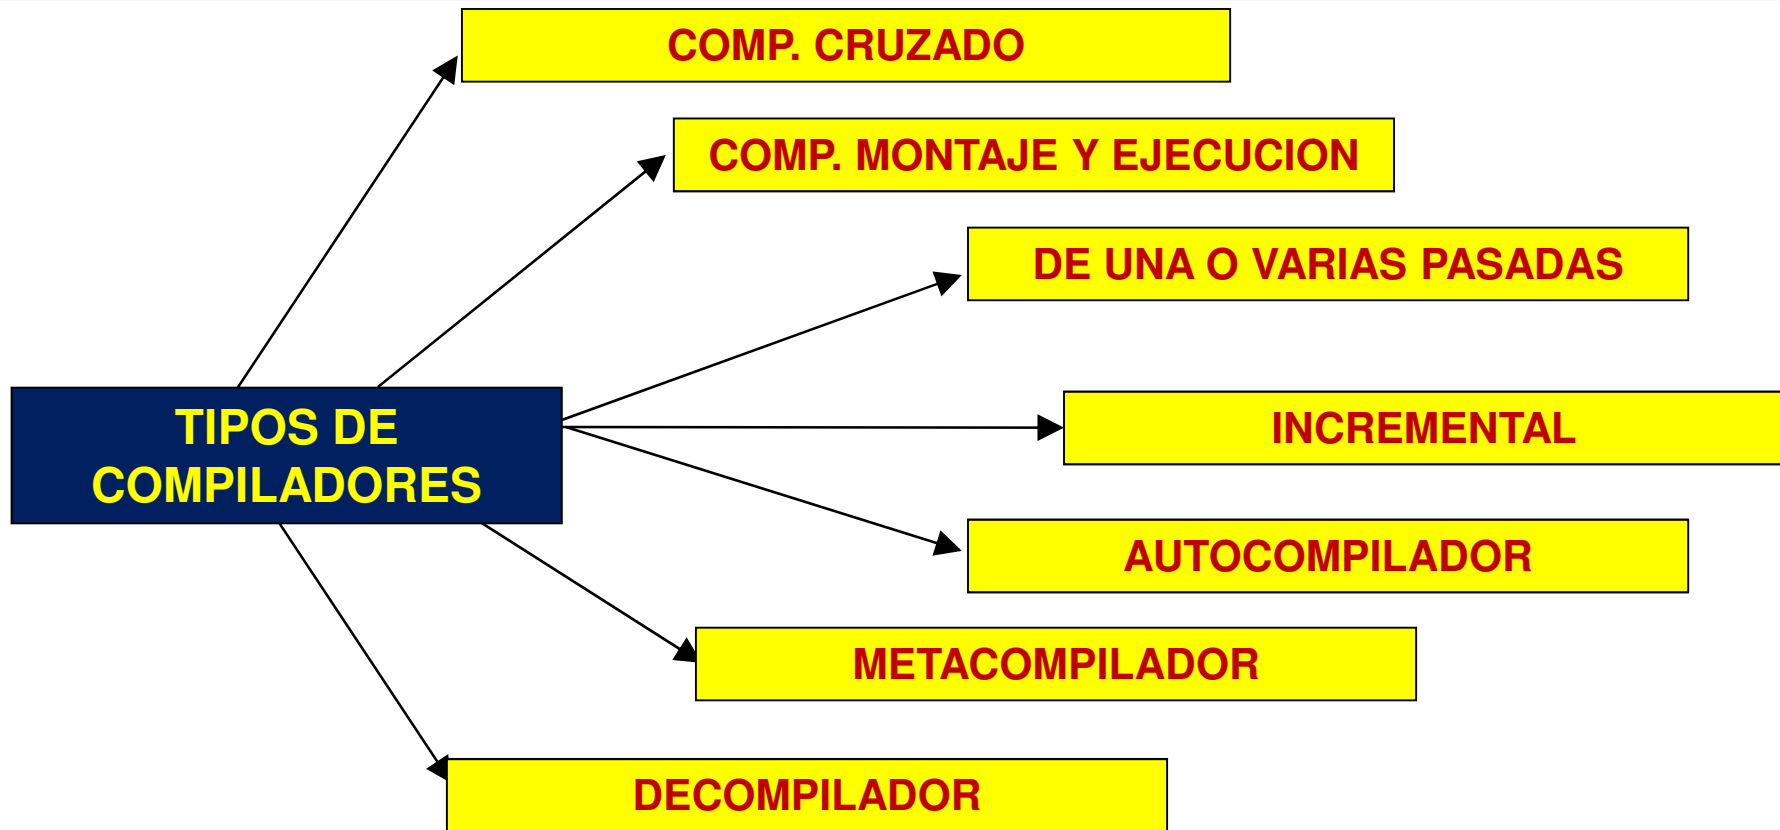 COMP. CRUZADO
COMP. MONTAJE Y EJECUCION
DE UNA O VARIAS PASADAS
TIPOS DE
COMPILADORES
INCREMENTAL
AUTOCOMPILADOR
METACOMPILADOR
DECOMPILADOR